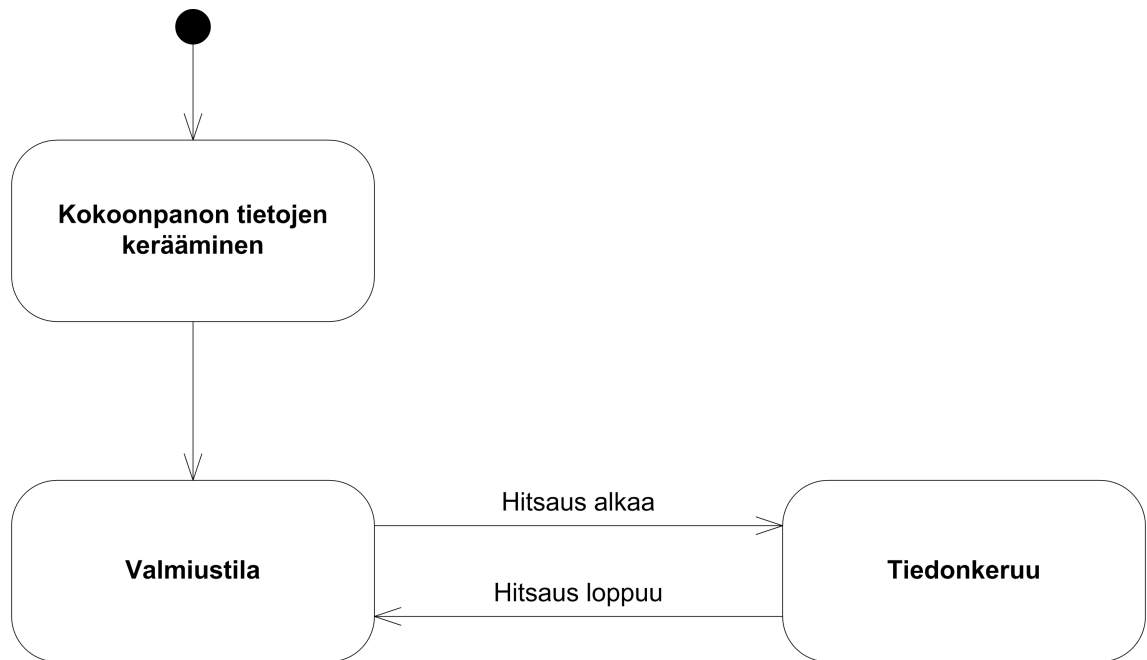 Kokoonpanon tietojen
kerääminen
Hitsaus alkaa
Valmiustila
Tiedonkeruu
Hitsaus loppuu